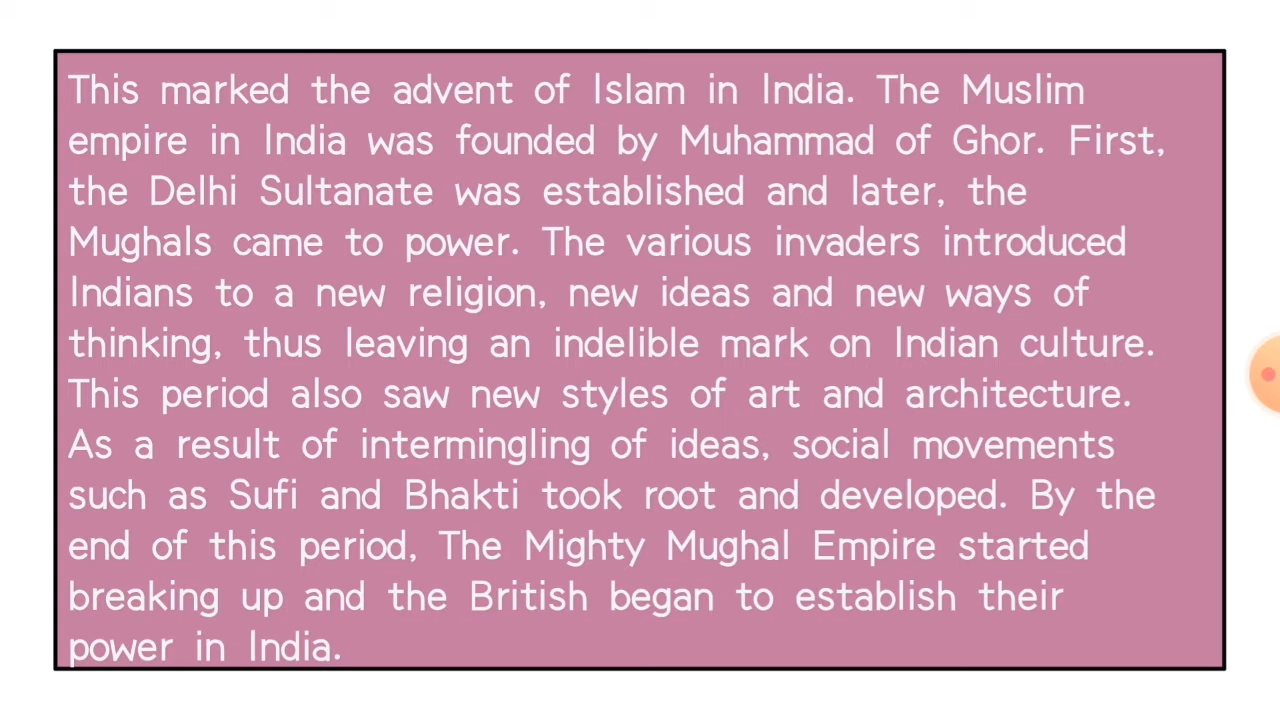 This marked the advent of Islam in India. The Muslim
empire in India was founded by Muhammad of Ghor. First,
the Delhi Sultanate was established and later, the
Mughals came to power. The various invaders introduced
Indians to a new religion, new ideas and new ways of
thinking, thus leaving an indelible mark on Indian culture.
This period also saw new styles of art and architecture.
As a result of intermingling of ideas, social movements
such as Sufi and Bhakti took root and developed. By the
end of this period, The Mighty Mughal Empire started
breaking up and the British began to establish their
power in India.